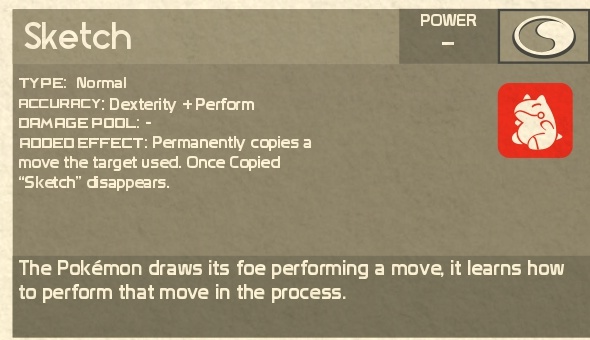 Sketch
POWER
–
TYPE: Normal
ACCURACY: Dexterity + Perform
DAMAGE POOL: -
ADDED EFFECT: Permanently copies a
move the target used. Once Copied
“Sketch” disappears.
The Pokémon draws its foe performing a move, it learns how
to perform that move in the process.